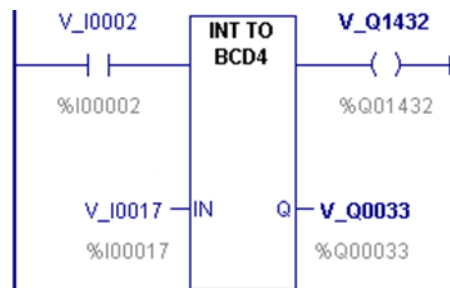 V_I0002
INT TO
BCD4
V_Q1432
%I00002
%Q01432
V_I0017
IN
Q
V_Q0033
%I00017
%Q00033